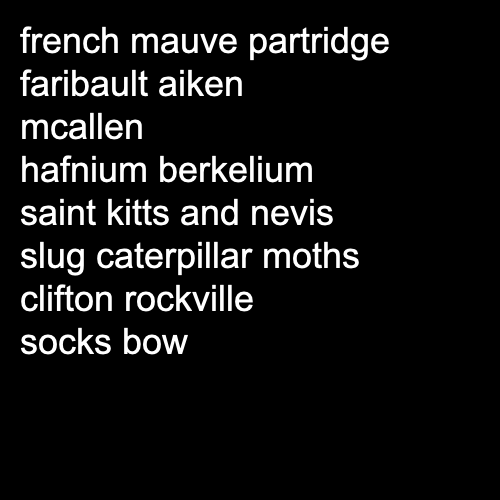 french mauve partridge
faribault aiken
mcallen
hafnium berkelium
saint kitts and nevis
slug caterpillar moths
clifton rockville
socks bow